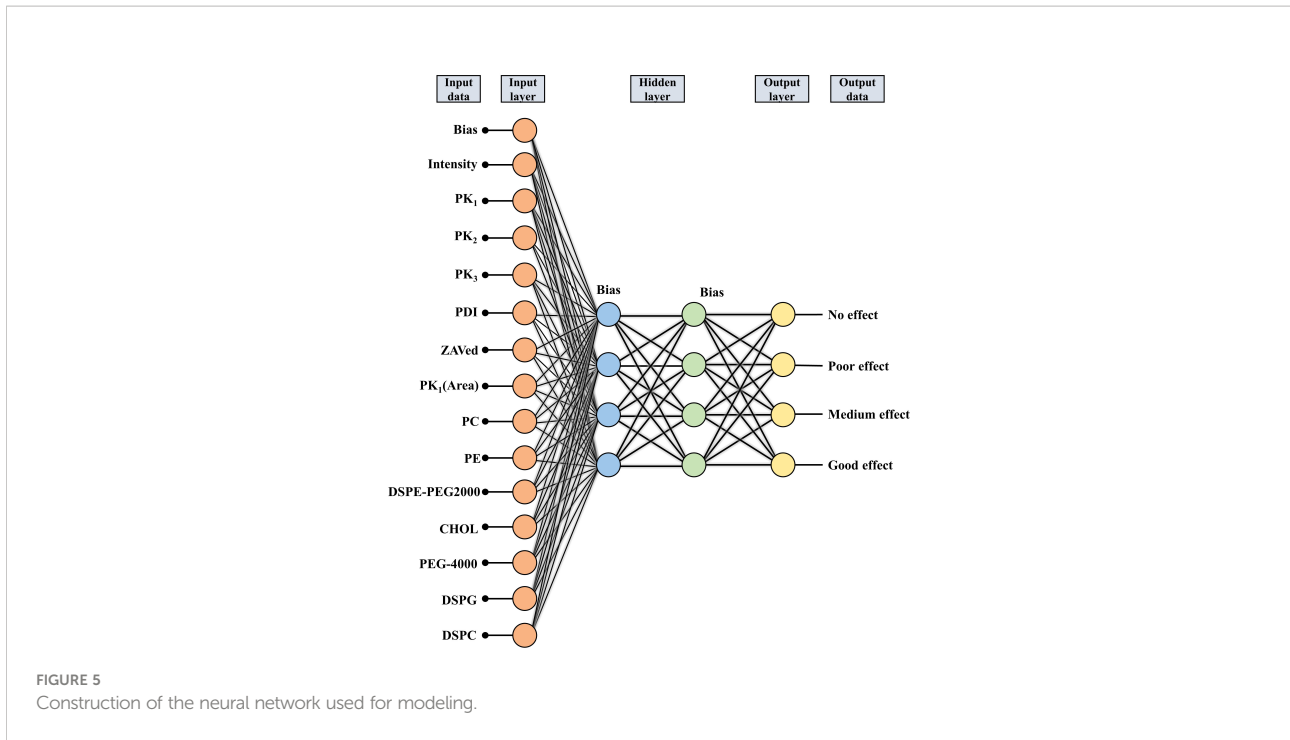 Input data
Input layer
Hidden layer
Output layer
Output data
Bias
Intensity
PK₁
PK₂
PK₃
PDI
ZAVed
PK₁(Area)
PC
PE
DSPE-PEG2000
CHOL
PEG-4000
DSPG
DSPC
Bias
Bias
No effect
Poor effect
Medium effect
Good effect
FIGURE 5
Construction of the neural network used for modeling.